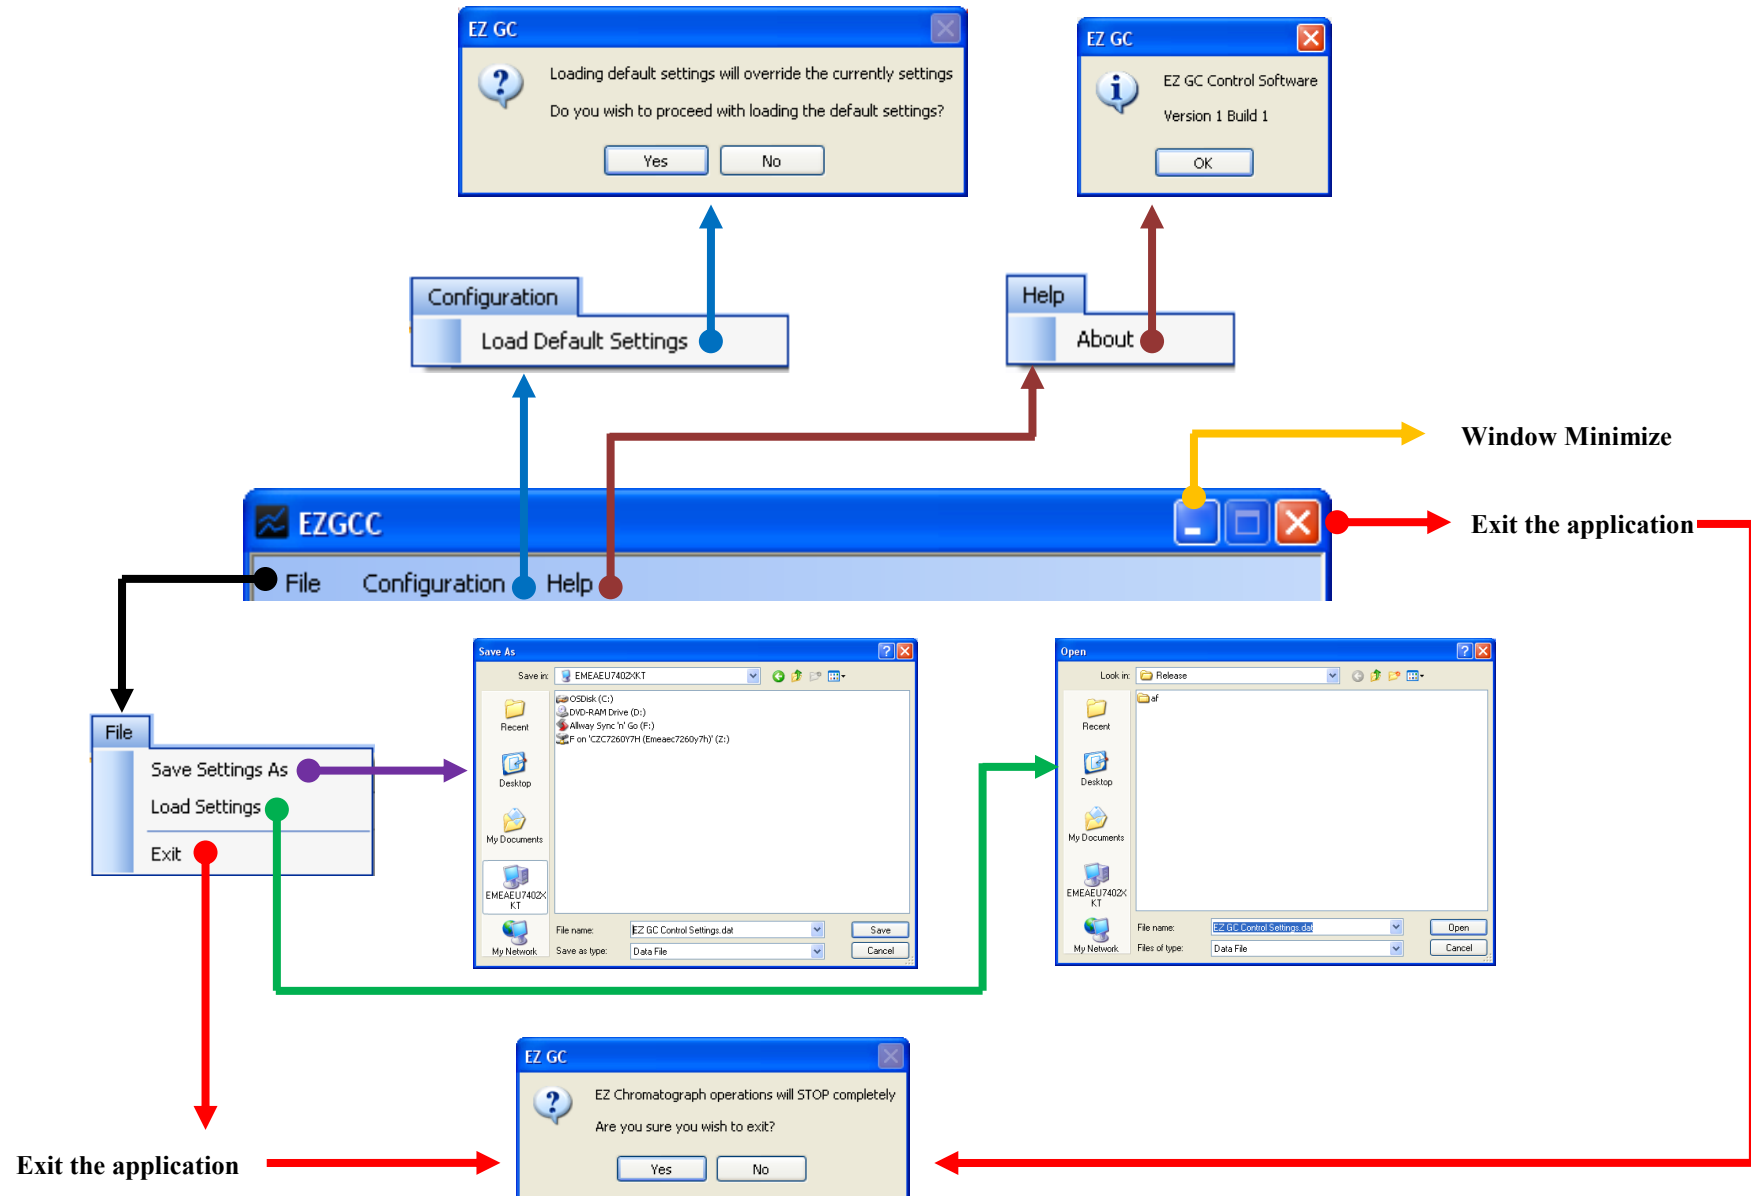 EZ GC
Loading default settings will override the currently settings
Do you wish to proceed with loading the default settings?
Yes
No
EZ GC
EZ GC Control Software
Version 1 Build 1
OK
Configuration
Load Default Settings
Help
About
Window Minimize
EZGCC
Exit the application
File
Configuration
Help
File
Save Settings As
Load Settings
Exit
Save As
Save in:
EMEAEU7402XKT
Recent
Desktop
My Documents
EMEAEU7402X
KT
My Network
OSDisk (C:)
DVD-RAM Drive (D:)
Allway Sync 'n' Go (F:)
F on 'CZC7260Y7H (Emeaec7260y7h)' (Z:)
File name:
EZ GC Control Settings.dat
Save
Save as type:
Data File
Cancel
Open
Look in:
Release
Recent
Desktop
My Documents
EMEAEU7402X
KT
My Network
af
File name:
EZ GC Control Settings.dat
Open
Files of type:
Data File
Cancel
EZ GC
EZ Chromatograph operations will STOP completely
Are you sure you wish to exit?
Yes
No
Exit the application